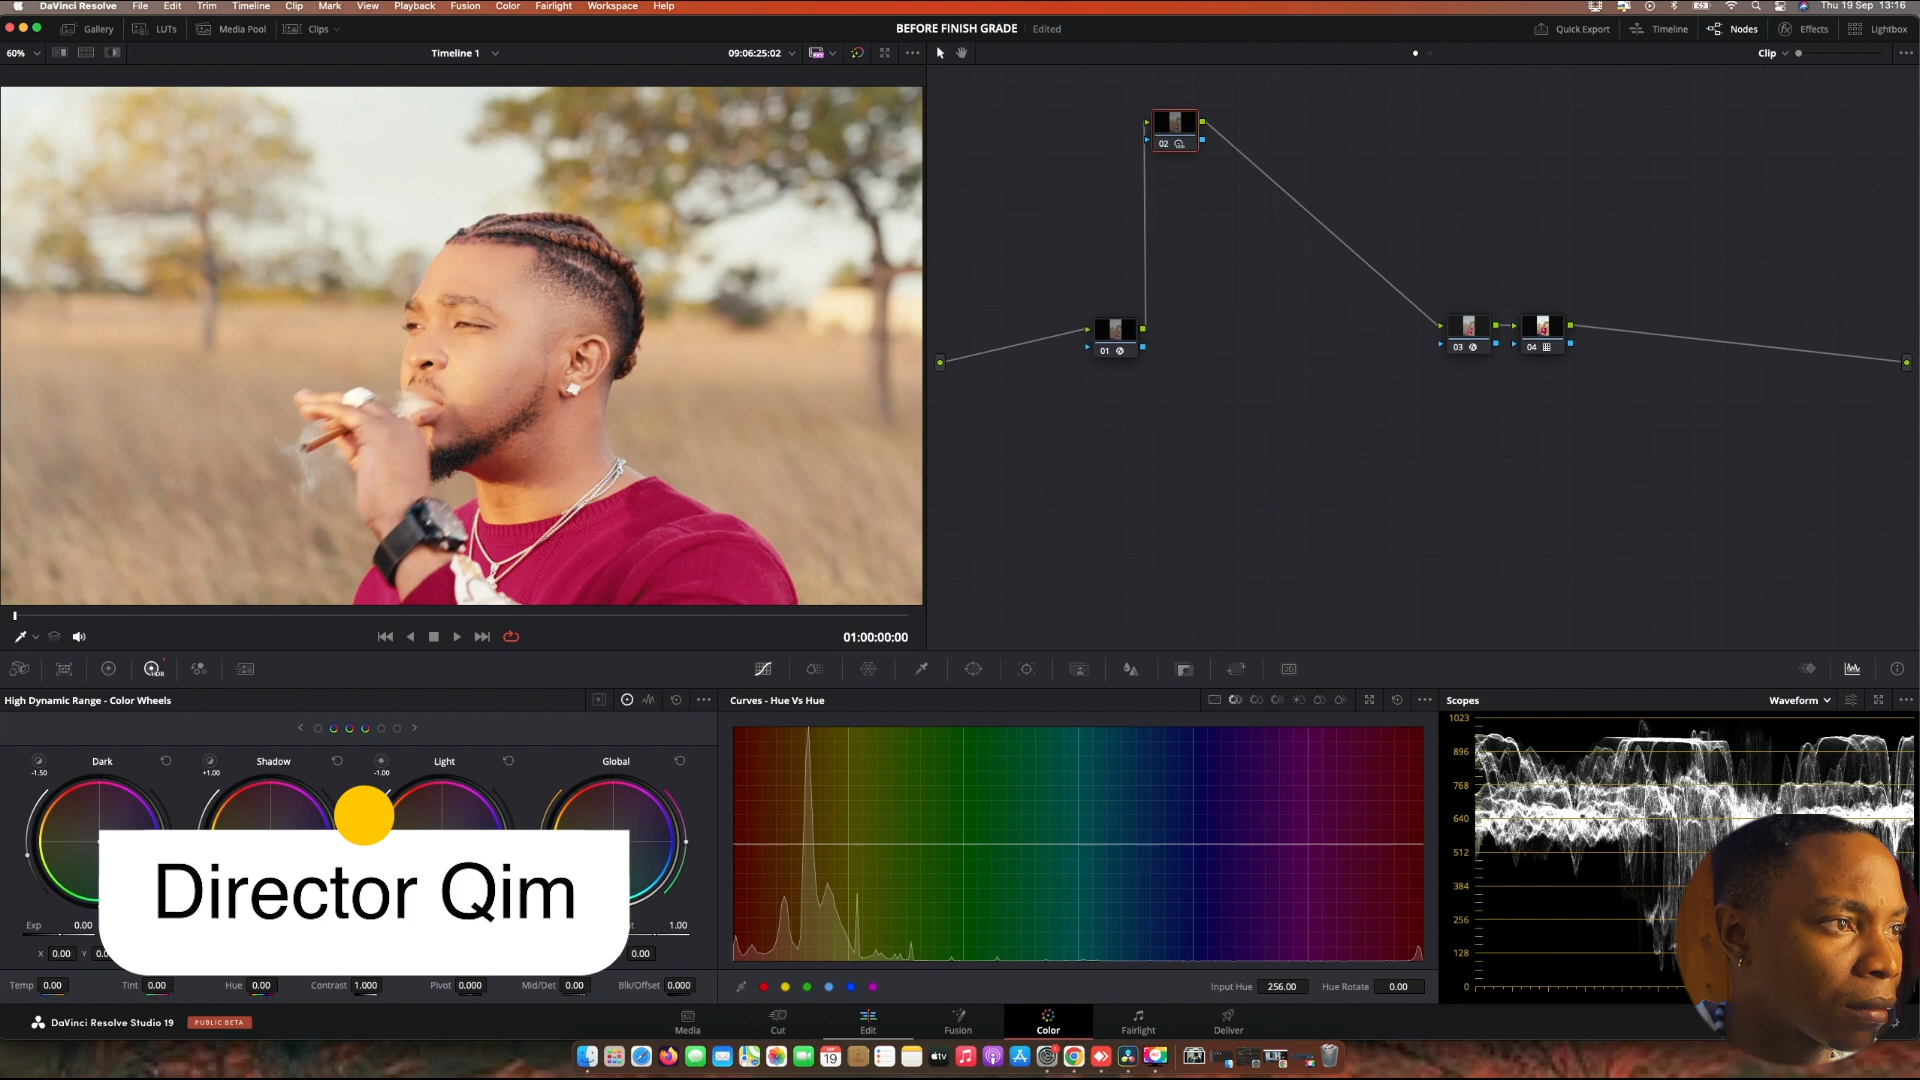 DaVinci Resolve File Edit Trim Timeline Clip Mark View Playback Fusion Color Fairlight Workspace Help Thu 19 Sep 13:16
Gallery LUTs Media Pool Clips BEFORE FINISH GRADE Edited Quick Export Timeline Nodes Effects Lightbox
60% Timeline 1 09:06:25:02 Clip
02
01
03
04
01:00:00:00
High Dynamic Range - Color Wheels
Curves - Hue Vs Hue
Scopes Waveform
Dark Shadow Light Global
-1.50 +1.00 -1.00
Exp 0.00 1.00
X 0.00 Y 0.00
Director Qim
Temp 0.00 Tint 0.00 Hue 0.00 Contrast 1.000 Pivot 0.000 Mid/Det 0.00 Blk/Offset 0.000
Input Hue 256.00 Hue Rotate 0.00
1023
896
768
640
512
384
256
128
0
DaVinci Resolve Studio 19 PUBLIC BETA
Media Cut Edit Fusion Color Fairlight Deliver